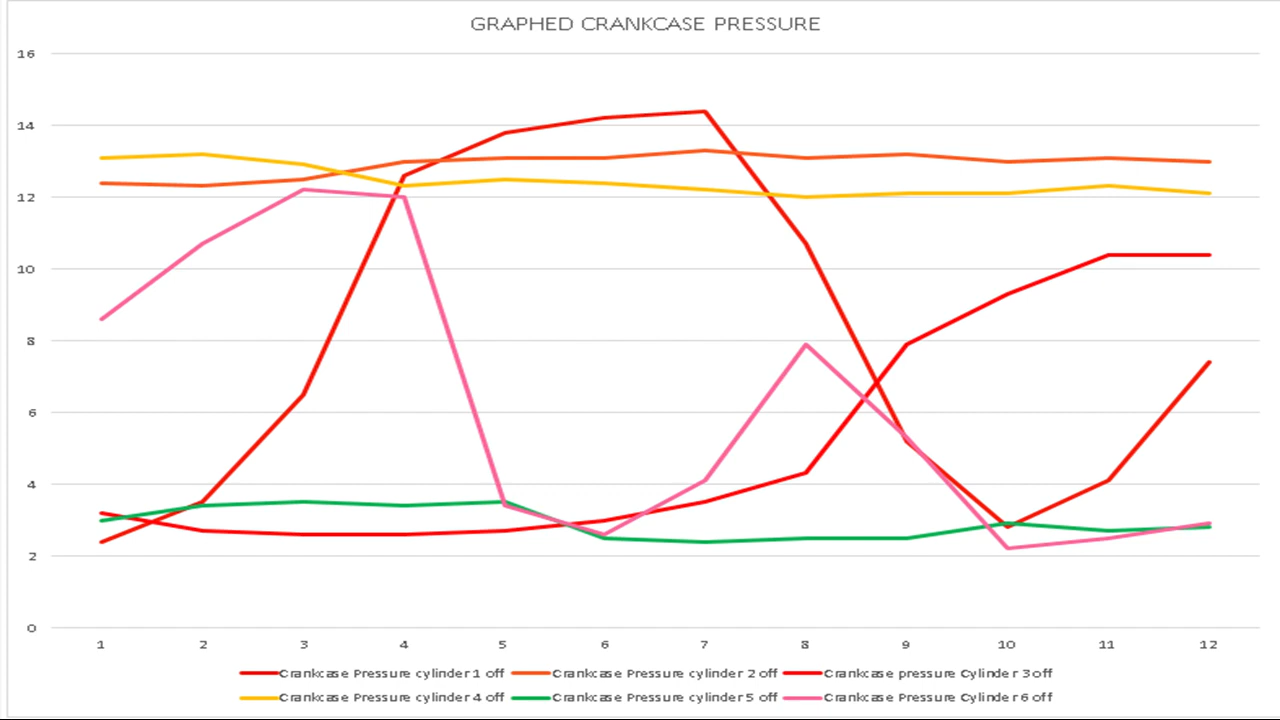 GRAPHED CRANKCASE PRESSURE
16
14
12
10
8
6
4
2
0
1 2 3 4 5 6 7 8 9 10 11 12
Crankcase Pressure cylinder 1 off Crankcase Pressure cylinder 2 off Crankcase pressure Cylinder 3 off
Crankcase Pressure cylinder 4 off Crankcase Pressure cylinder 5 off Crankcase Pressure Cylinder 6 off